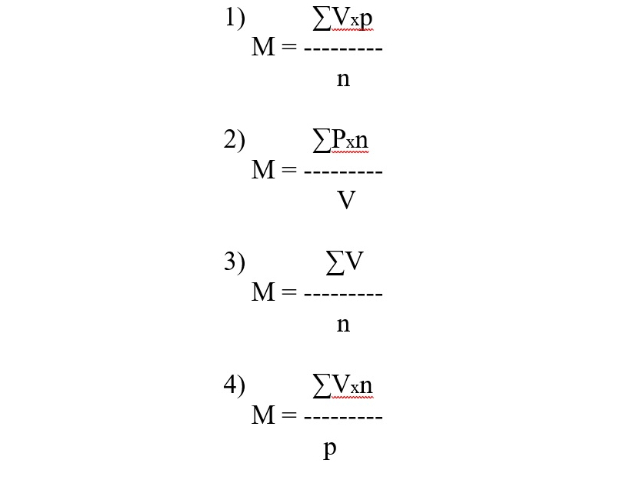 1)
∑Vxp
M = ---------
n
2)
∑Pxn
M = ---------
V
3)
∑V
M = ---------
n
4)
∑Vxn
M = ---------
p